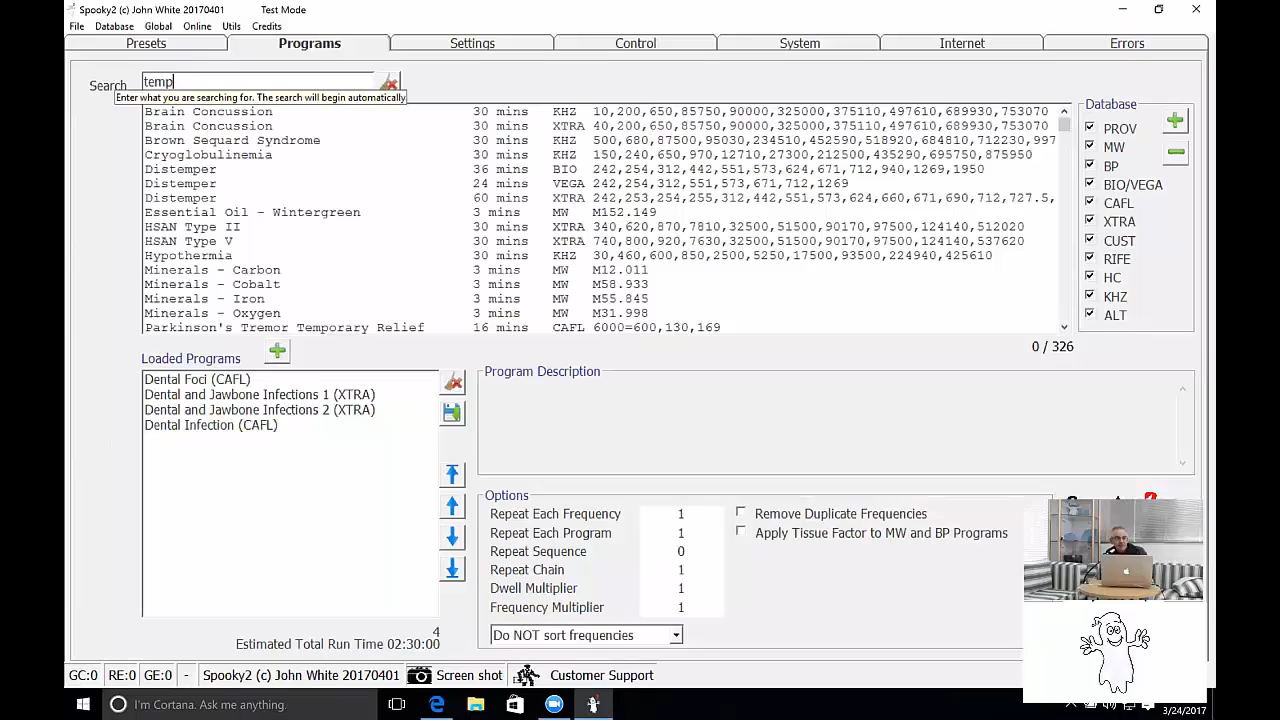 Spooky2 (c) John White 20170401 Test Mode
File Database Global Online Utils Credits
Presets Programs Settings Control System Internet Errors
Search temp
Enter what you are searching for. The search will begin automatically
Brain Concussion 30 mins KHZ 10,200,650,85750,90000,325000,375110,497610,689930,753070
Brain Concussion 30 mins XTRA 40,200,650,85750,90000,325000,375110,497610,689930,753070
Brown Sequard Syndrome 30 mins KHZ 500,680,87500,95030,234510,452590,518920,684810,712230,997
Cryoglobulinemia 30 mins KHZ 150,240,650,970,12710,27300,212500,435290,695750,875950
Distemper 36 mins BIO 242,254,312,442,551,573,624,671,712,940,1269,1950
Distemper 24 mins VEGA 242,254,312,551,573,671,712,1269
Distemper 60 mins XTRA 242,253,254,255,312,442,551,573,624,660,671,690,712,727.5,
Essential Oil - Wintergreen 3 mins MW M152.149
HSAN Type II 30 mins XTRA 340,620,870,7810,32500,51500,90170,97500,124140,512020
HSAN Type V 30 mins XTRA 740,800,920,7630,32500,51500,90170,97500,124140,537620
Hypothermia 30 mins KHZ 30,460,600,850,2500,5250,17500,93500,224940,425610
Minerals - Carbon 3 mins MW M12.011
Minerals - Cobalt 3 mins MW M58.933
Minerals - Iron 3 mins MW M55.845
Minerals - Oxygen 3 mins MW M31.998
Parkinson's Tremor Temporary Relief 16 mins CAFL 6000=600,130,169
Database
PROV
MW
BP
BIO/VEGA
CAFL
XTRA
CUST
RIFE
HC
KHZ
ALT
0 / 326
Loaded Programs
Dental Foci (CAFL)
Dental and Jawbone Infections 1 (XTRA)
Dental and Jawbone Infections 2 (XTRA)
Dental Infection (CAFL)
4
Estimated Total Run Time 02:30:00
Program Description
Options
Repeat Each Frequency 1
Repeat Each Program 1
Repeat Sequence 0
Repeat Chain 1
Dwell Multiplier 1
Frequency Multiplier 1
Do NOT sort frequencies
Remove Duplicate Frequencies
Apply Tissue Factor to MW and BP Programs
GC:0 RE:0 GE:0 - Spooky2 (c) John White 20170401 Screen shot Customer Support
I'm Cortana. Ask me anything.
3/24/2017